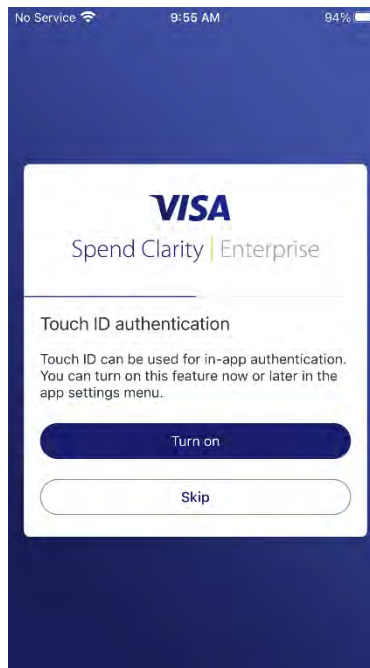 No Service 9:55 AM 94%
VISA
Spend Clarity Enterprise
Touch ID authentication
Touch ID can be used for in-app authentication.
You can turn on this feature now or later in the
app settings menu.
Turn on
Skip